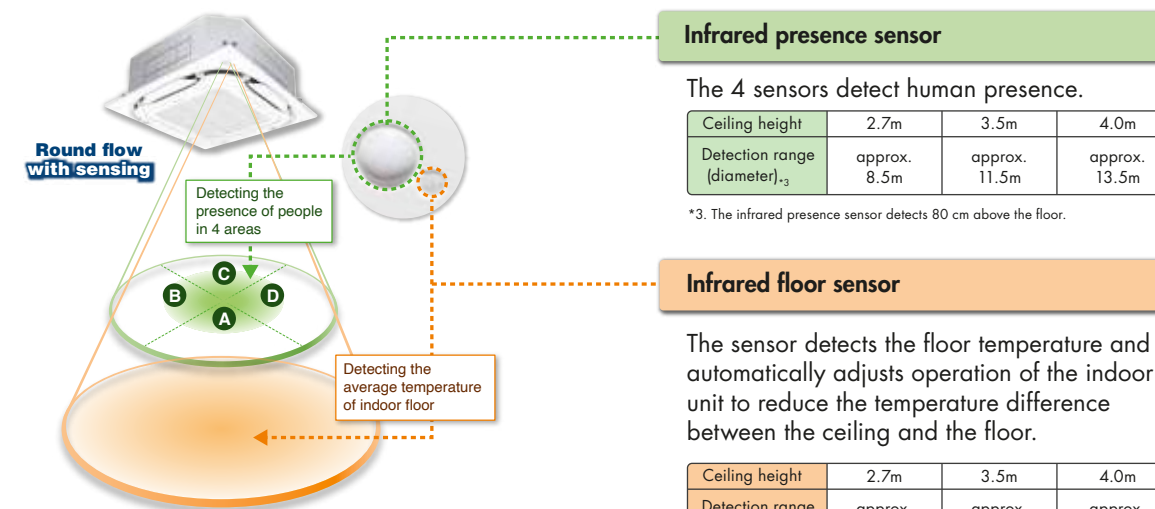 Infrared presence sensor
The 4 sensors detect human presence.
Ceiling height 2.7m 3.5m 4.0m
Detection range approx. approx. approx.
(diameter)*3 8.5m 11.5m 13.5m
*3. The infrared presence sensor detects 80 cm above the floor.
Round flow
with sensing
Detecting the
presence of people
in 4 areas
C
B
D
A
Detecting the
average temperature
of indoor floor
Infrared floor sensor
The sensor detects the floor temperature and
automatically adjusts operation of the indoor
unit to reduce the temperature difference
between the ceiling and the floor.
Ceiling height 2.7m 3.5m 4.0m
Detection range approx. approx. approx.